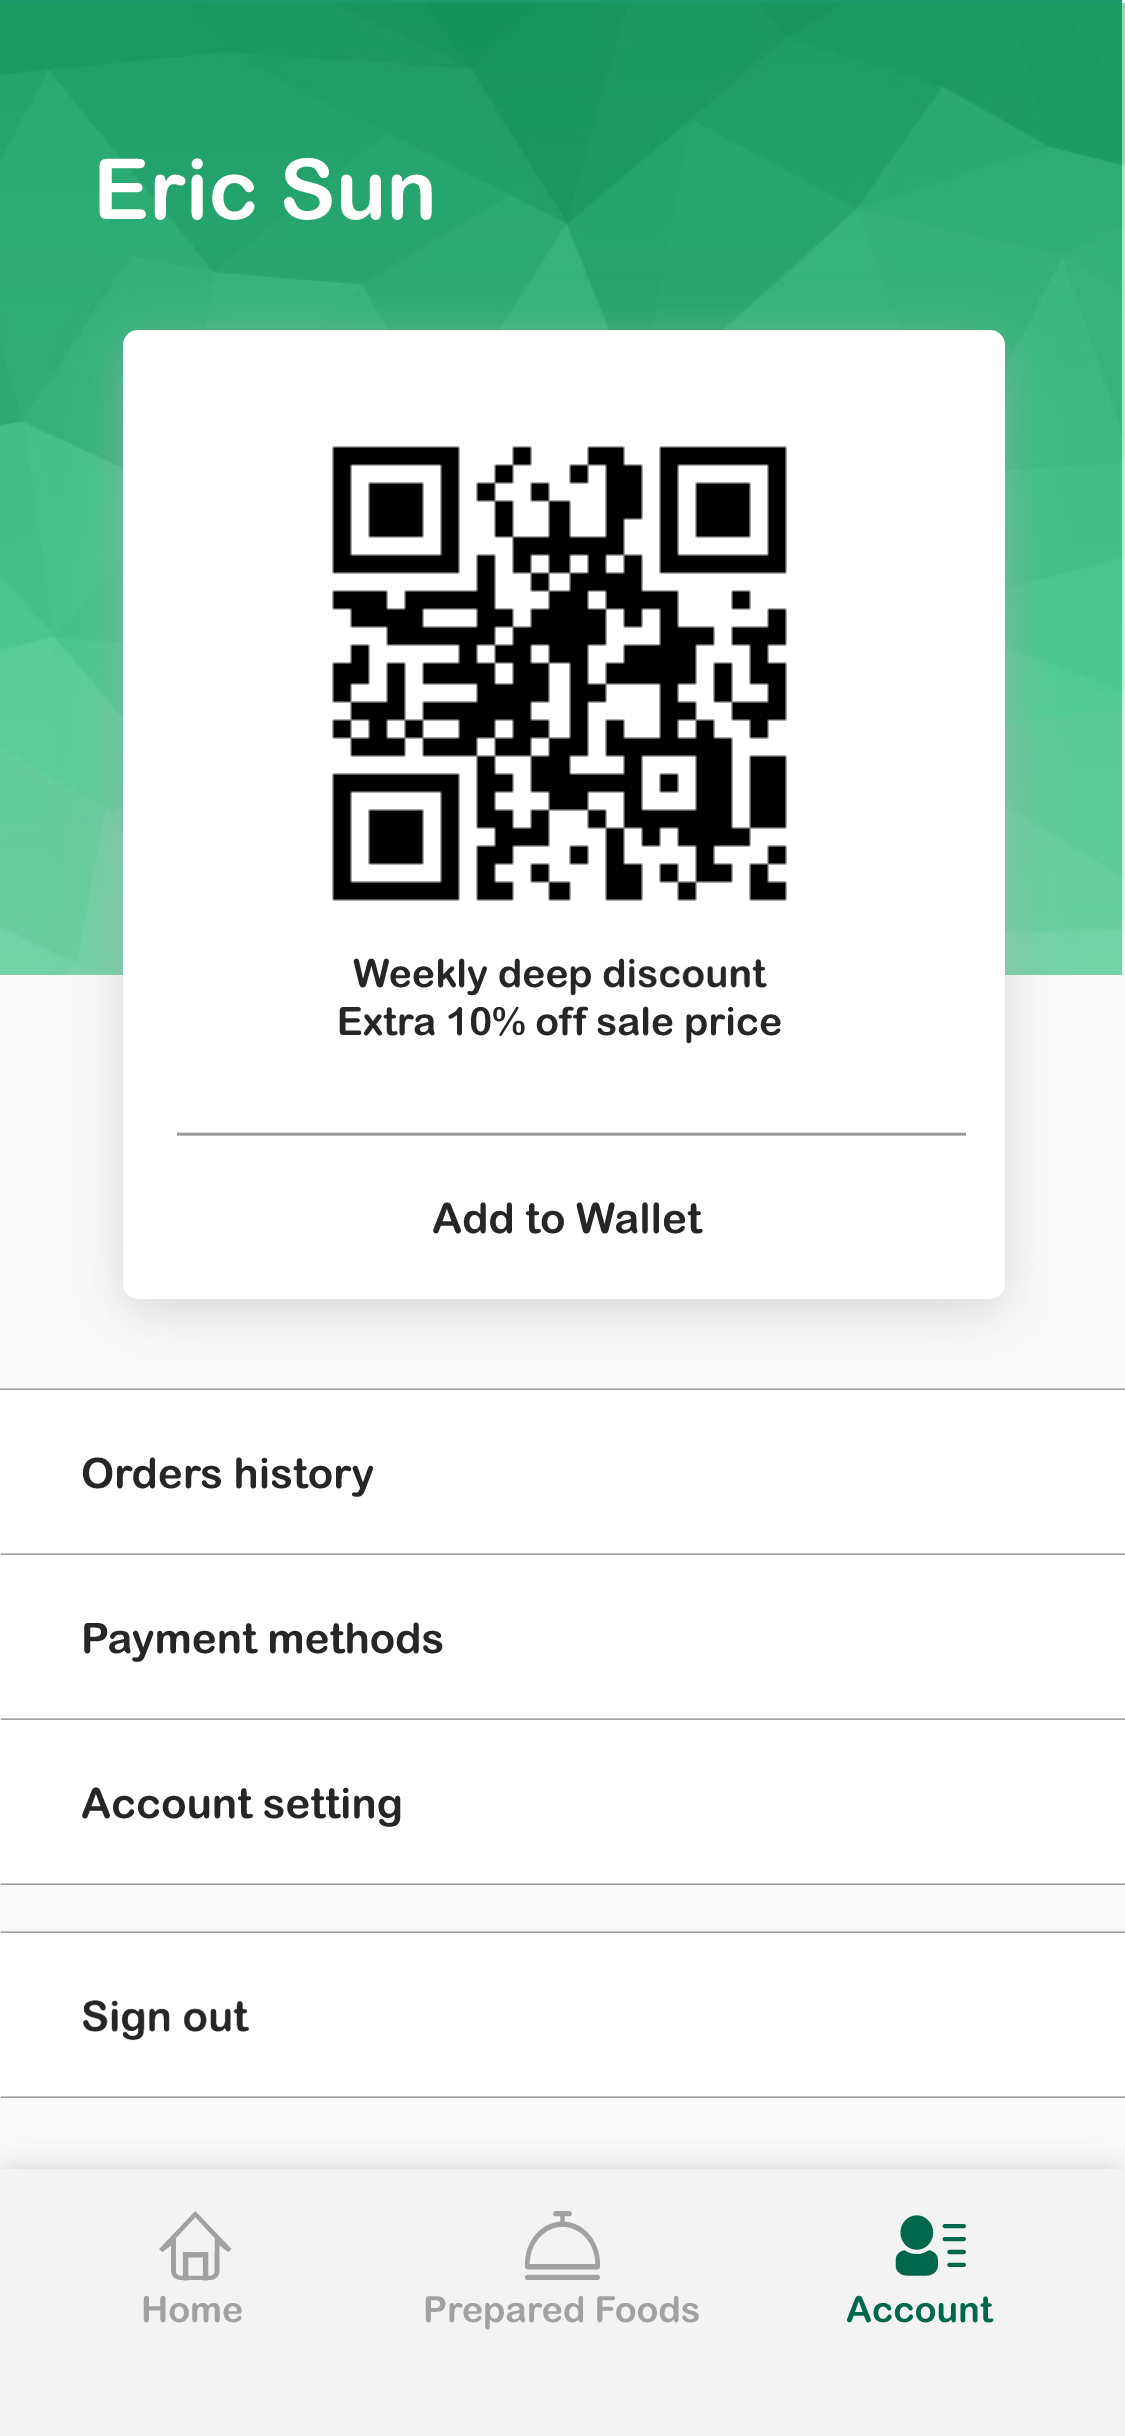 Eric Sun
Weekly deep discount
Extra 10% off sale price
Add to Wallet
Orders history
Payment methods
Account setting
Sign out
Home
Prepared Foods
Account